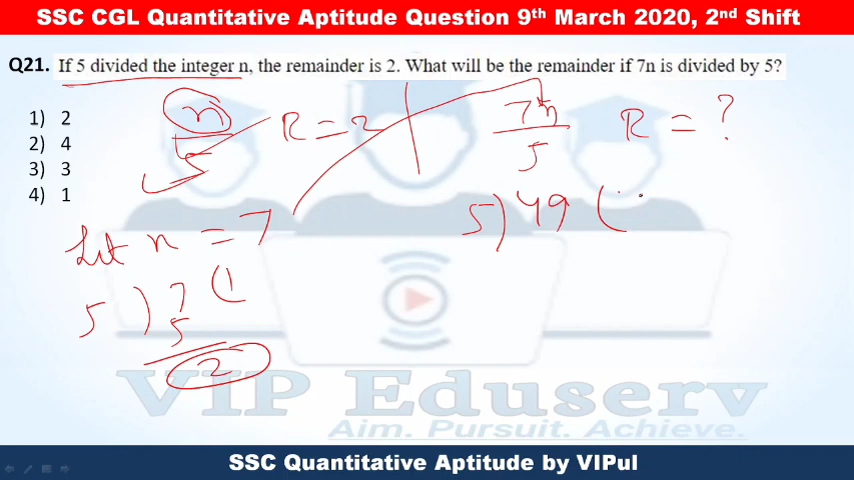 SSC CGL Quantitative Aptitude Question 9th March 2020, 2nd Shift
Q21. If 5 divided the integer n, the remainder is 2. What will be the remainder if 7n is divided by 5?
1) 2
2) 4
3) 3
4) 1
n/5 R = 2
7n/5 R = ?
Let n = 7
5) 7 (1
5
2
5) 49 (
VIP Eduserv
Aim. Pursuit. Achieve.
SSC Quantitative Aptitude by VIPul